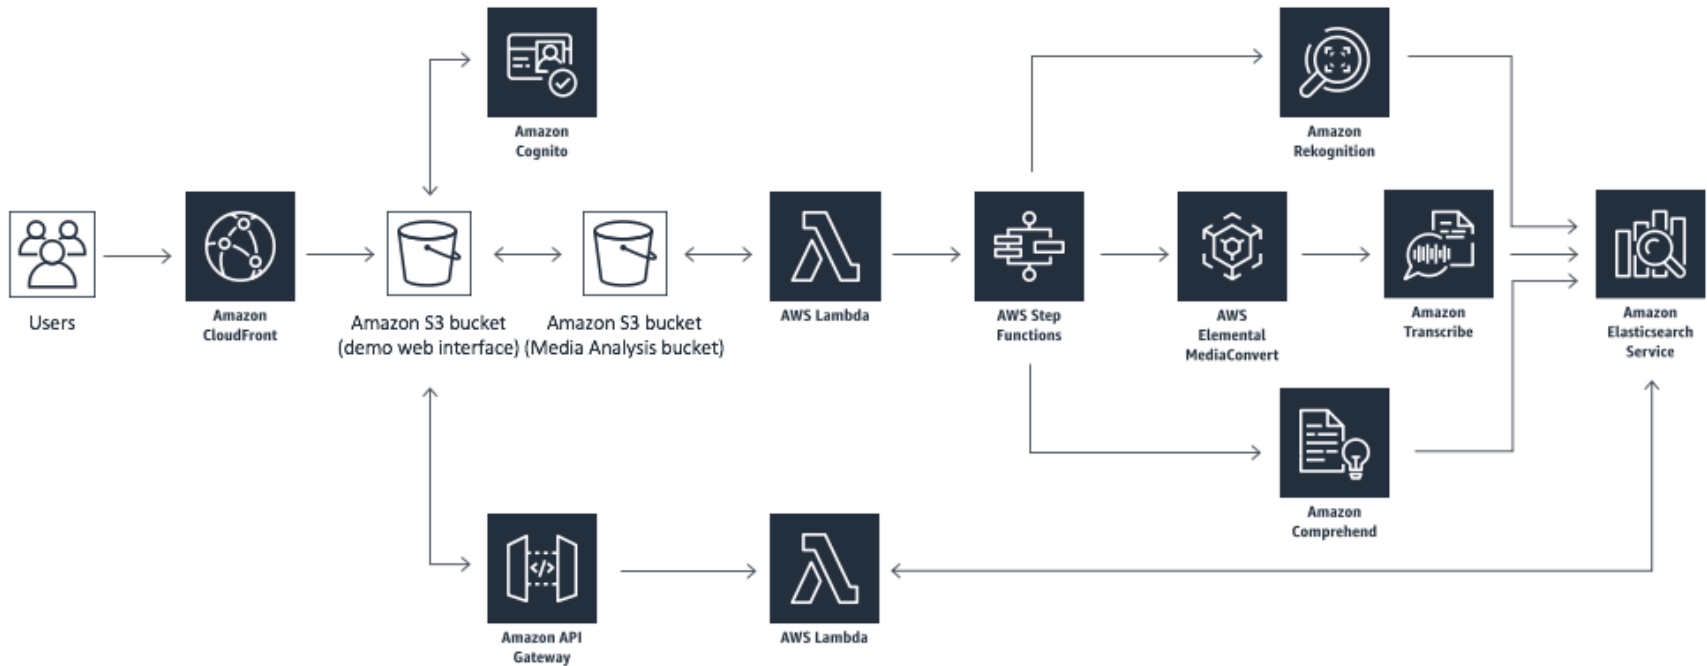 Amazon
Cognito
Amazon
Rekognition
Users
Amazon
CloudFront
Amazon S3 bucket
(demo web interface)
Amazon S3 bucket
(Media Analysis bucket)
AWS Lambda
AWS Step
Functions
AWS
Elemental
MediaConvert
Amazon
Transcribe
Amazon
Elasticsearch
Service
Amazon
Comprehend
</>
Amazon API
Gateway
AWS Lambda